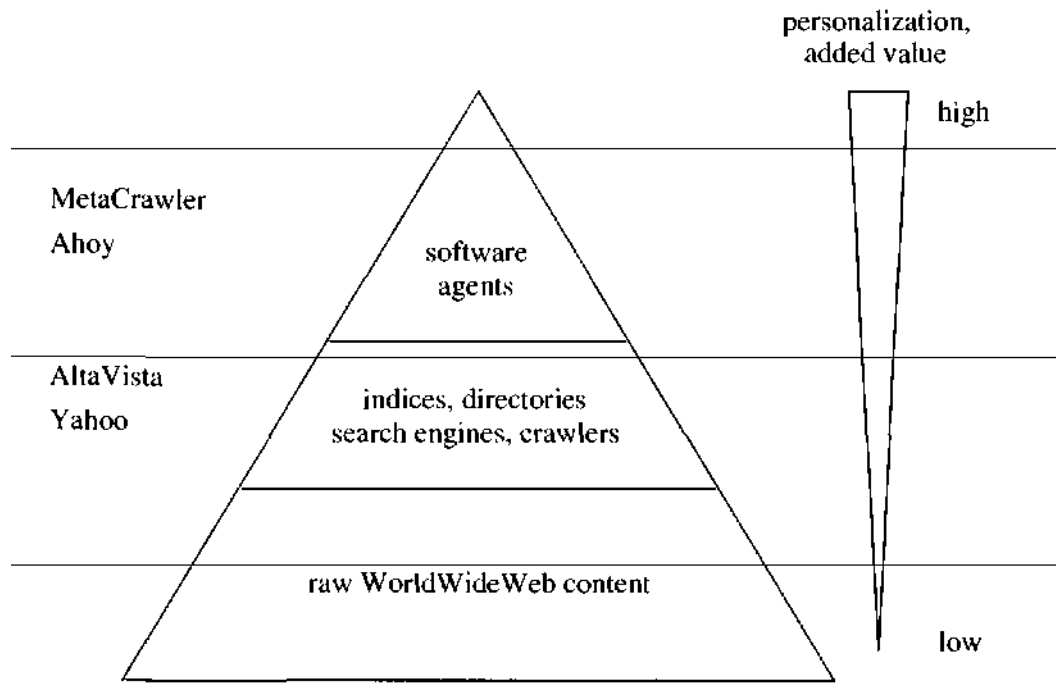 personalization,
added value
high
MetaCrawler
Ahoy
software
agents
AltaVista
Yahoo
indices, directories
search engines, crawlers
raw WorldWideWeb content
low